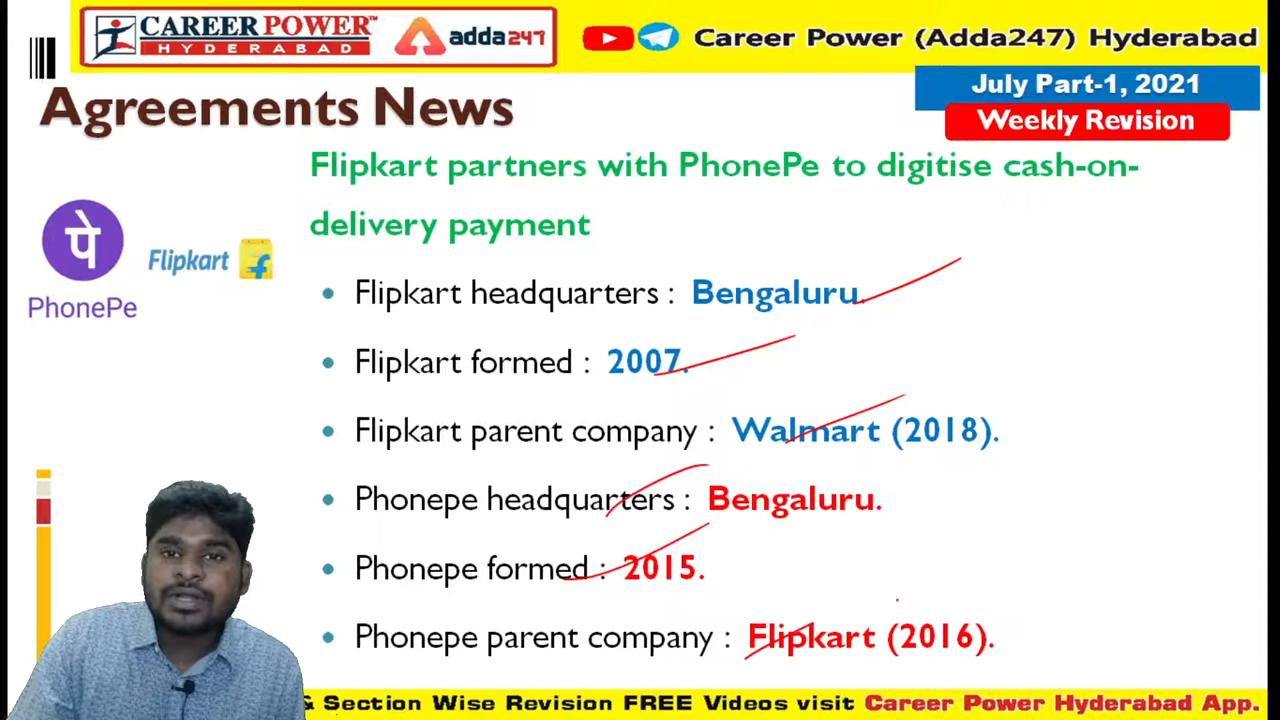 CAREER POWER™
HYDERABAD
adda247
Career Power (Adda247) Hyderabad
July Part-1, 2021
Weekly Revision
Agreements News
Flipkart partners with PhonePe to digitise cash-on-
delivery payment
पे
PhonePe
Flipkart
• Flipkart headquarters : Bengaluru.
• Flipkart formed : 2007.
• Flipkart parent company : Walmart (2018).
• Phonepe headquarters : Bengaluru.
• Phonepe formed : 2015.
• Phonepe parent company : Flipkart (2016).
& Section Wise Revision FREE Videos visit Career Power Hyderabad App.